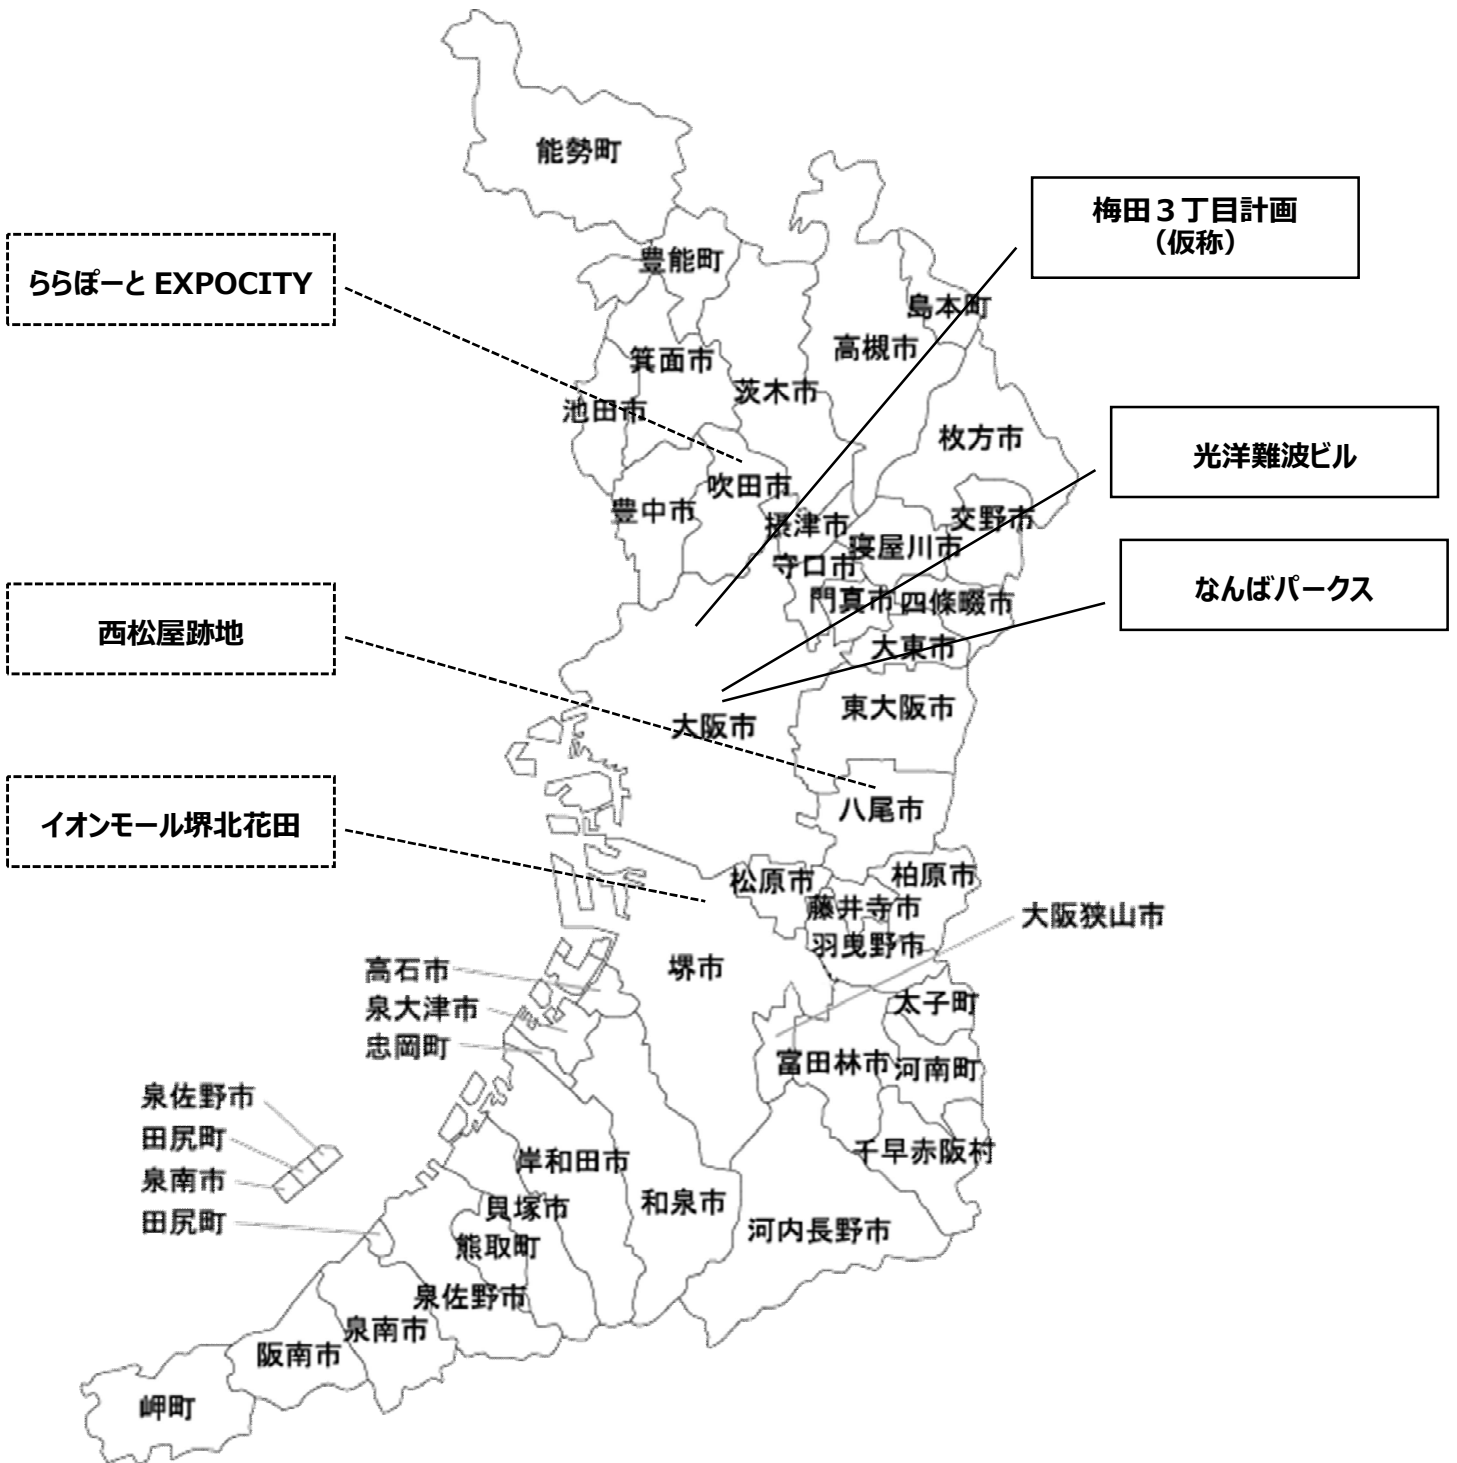 能勢町
梅田３丁目計画
（仮称）
豊能町
ららぽーと EXPOCITY
島本町
高槻市
箕面市
茨木市
池田市
枚方市
光洋難波ビル
吹田市
豊中市
摂津市
交野市
寝屋川市
守口市
なんばパークス
門真市
四條畷市
西松屋跡地
大東市
東大阪市
大阪市
八尾市
イオンモール堺北花田
松原市
柏原市
藤井寺市
大阪狭山市
羽曳野市
堺市
高石市
泉大津市
太子町
忠岡町
富田林市
河南町
泉佐野市
田尻町
千早赤阪村
岸和田市
泉南市
和泉市
貝塚市
田尻町
河内長野市
熊取町
泉佐野市
泉南市
阪南市
岬町